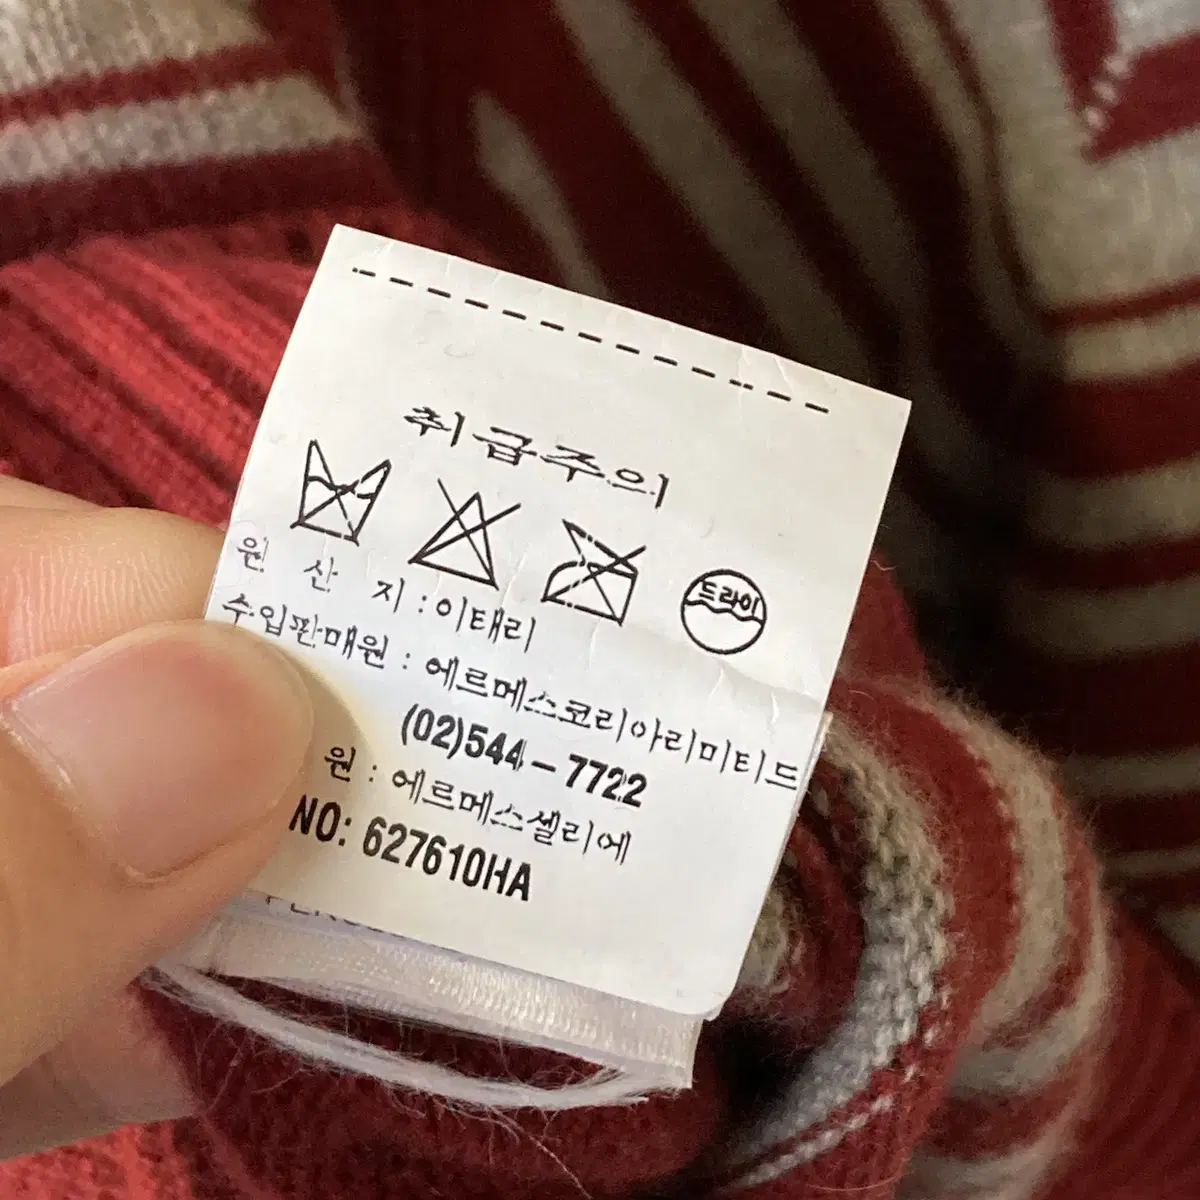 취급주의
드라이
원 산 지 : 이태리
수입판매원 : 에르메스코리아리미티드
(02)544-7722
원 : 에르메스셀리에
NO: 627610HA